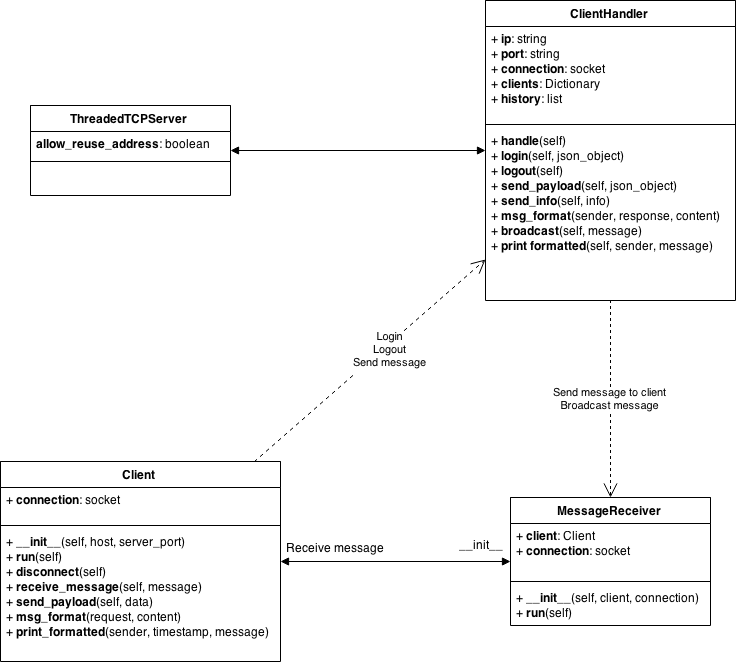 ClientHandler
+ ip: string
+ port: string
+ connection: socket
+ clients: Dictionary
+ history: list
+ handle(self)
+ login(self, json_object)
+ logout(self)
+ send_payload(self, json_object)
+ send_info(self, info)
+ msg_format(sender, response, content)
+ broadcast(self, message)
+ print formatted(self, sender, message)
ThreadedTCPServer
allow_reuse_address: boolean
Login
Logout
Send message
Send message to client
Broadcast message
Client
+ connection: socket
+ __init__(self, host, server_port)
+ run(self)
+ disconnect(self)
+ receive_message(self, message)
+ send_payload(self, data)
+ msg_format(request, content)
+ print_formatted(sender, timestamp, message)
Receive message
__init__
MessageReceiver
+ client: Client
+ connection: socket
+ __init__(self, client, connection)
+ run(self)